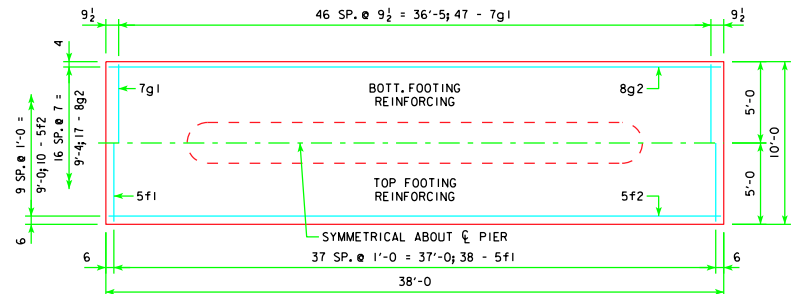 9½
46 SP. @ 9½ = 36'-5; 47 - 7g1
9½
4
7g1
BOTT. FOOTING
REINFORCING
8g2
9 SP. @ 1'-0 =
9'-0; 10 - 5f2
16 SP. @ 7 =
9'-4; 17 - 8g2
5'-0
10'-0
5'-0
TOP FOOTING
REINFORCING
5f1
5f2
6
SYMMETRICAL ABOUT ℄ PIER
6
37 SP. @ 1'-0 = 37'-0; 38 - 5f1
6
38'-0